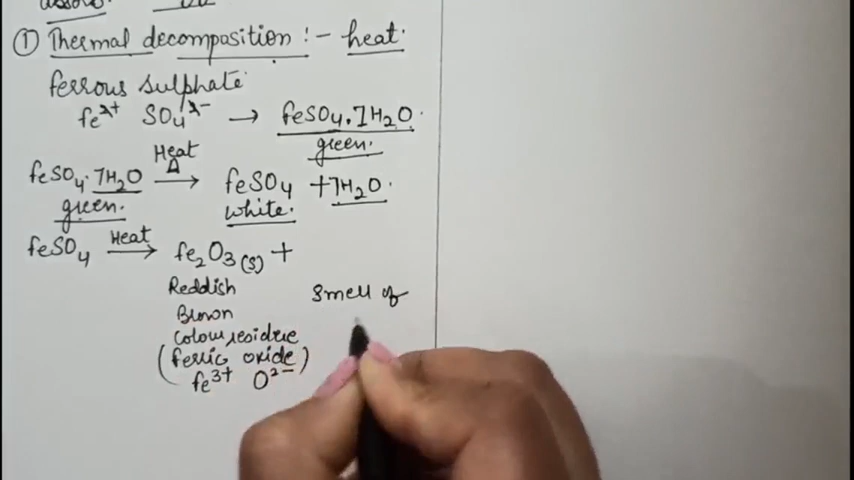 ① Thermal decomposition :- heat.
ferrous sulphate
fe²⁺ SO₄²⁻ → feSO₄.7H₂O.
green.
feSO₄.7H₂O Heat Δ → feSO₄ + 7H₂O.
green. white.
feSO₄ Heat → fe₂O₃(s) +
Reddish smell of
Brown
colour residue
(ferric oxide)
fe³⁺ O²⁻